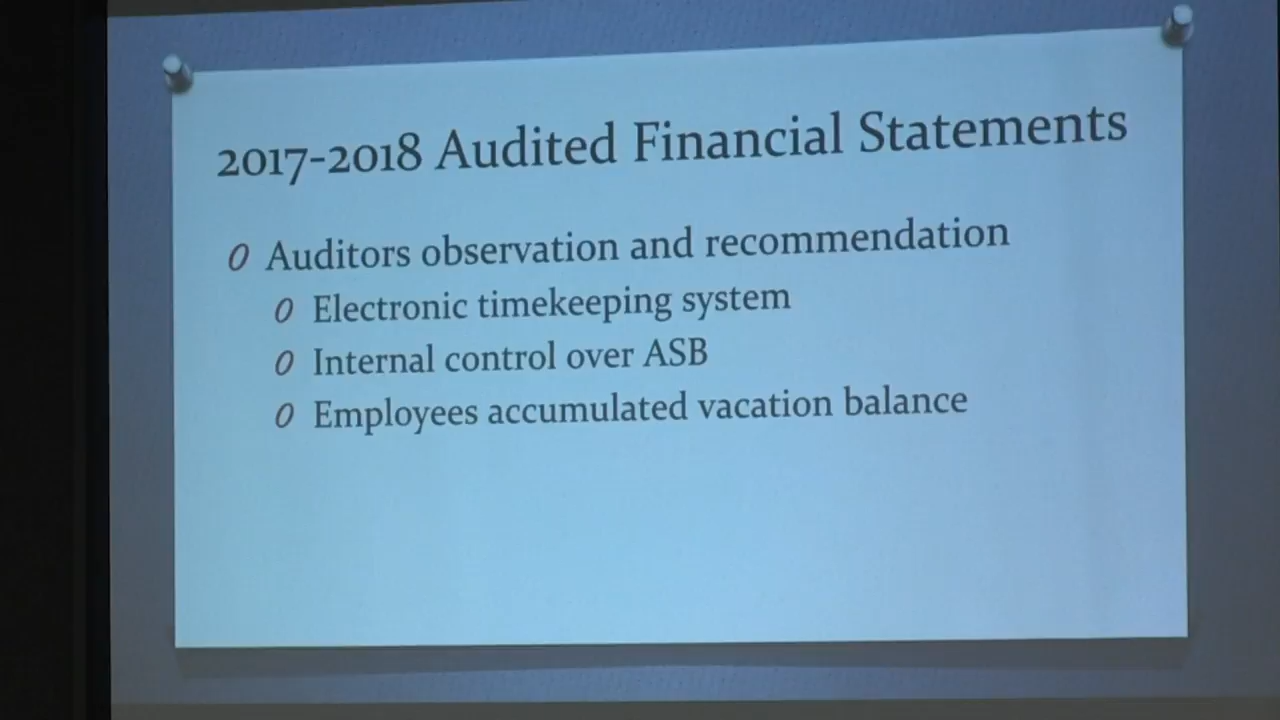 2017-2018 Audited Financial Statements
Auditors observation and recommendation
Electronic timekeeping system
Internal control over ASB
Employees accumulated vacation balance